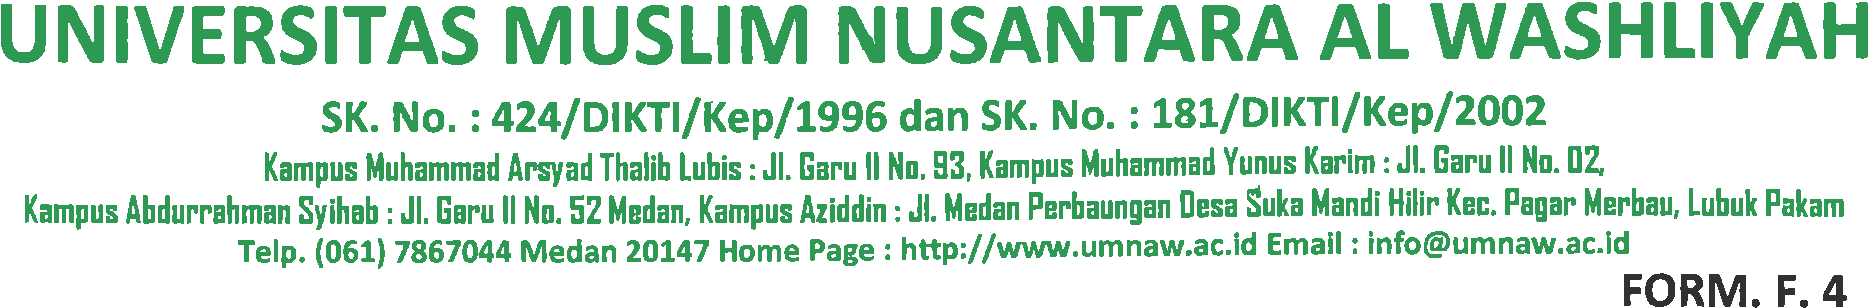 UNIVERSITAS MUSLIM NUSANTARA AL WASHLIYAH
SK. No. : 424/DIKTI/Kep/1996 dan SK. No. : 181/DIKTI/Kep/2002
Kampus Muhammad Arsyad Thalib Lubis : Jl. Garu II No. 93, Kampus Muhammad Yunus Karim : Jl. Garu II No. 02,
Kampus Abdurrahman Syihab : Jl. Garu II No. 52 Medan, Kampus Aziddin : Jl. Medan Perbaungan Desa Suka Mandi Hilir Kec. Pagar Merbau, Lubuk Pakam
Telp. (061) 7867044 Medan 20147 Home Page : http://www.umnaw.ac.id Email : info@umnaw.ac.id
FORM. F. 4